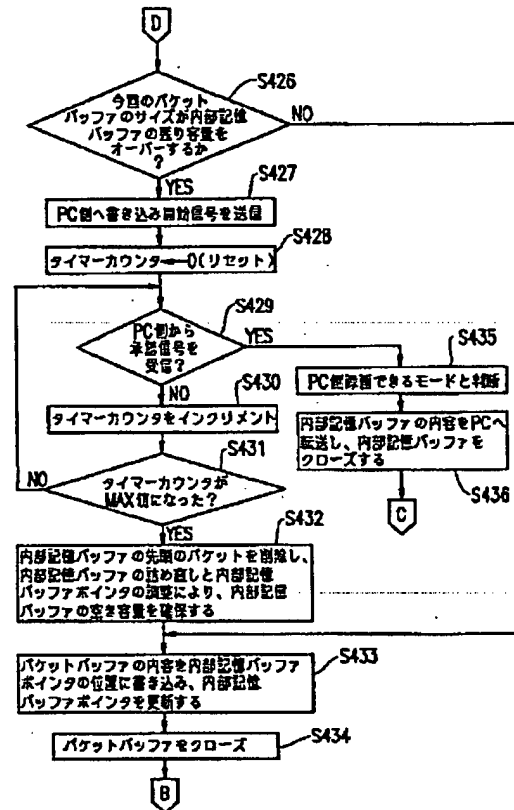 D
S426
今回のパケット
バッファのサイズが内部記憶
バッファの残り容量を
オーバーするか
?
NO
YES
S427
PC側へ書き込み開始信号を送信
S428
タイマーカウンタ←0(リセット)
S429
PC側から
承認信号を
受信?
YES
NO
S435
PC側録画できるモードと判断
S430
タイマーカウンタをインクリメント
内部記憶バッファの内容をPCへ
転送し、内部記憶バッファを
クローズする
S436
C
S431
タイマーカウンタが
MAX値になった?
NO
YES
S432
内部記憶バッファの先頭のパケットを削除し、
内部記憶バッファの詰め直しと内部記憶
バッファポインタの調整により、内部記憶
バッファの空き容量を確保する
S433
パケットバッファの内容を内部記憶バッファ
ポインタの位置に書き込み、内部記憶
バッファポインタを更新する
S434
パケットバッファをクローズ
B